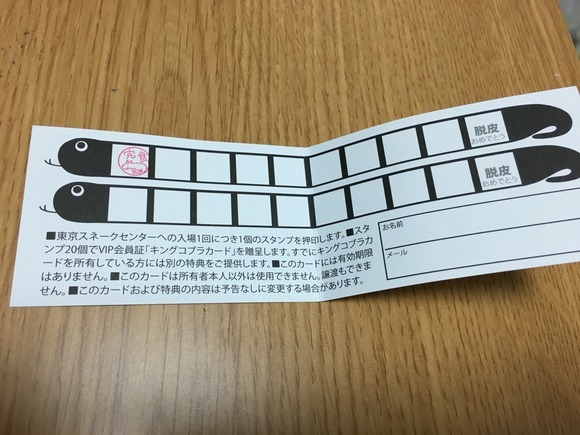 完食
脱皮
おめでとう
脱皮
おめでとう
■東京スネークセンターへの入場1回につき1個のスタンプを押印します。■スタ
ンプ20個でVIP会員証「キングコブラカード」を贈呈します。すでにキングコブラカ
ードを所有している方には別の特典をご提供します。■このカードには有効期限
はありません。■このカードは所有者本人以外は使用できません。譲渡もできま
せん。■このカードおよび特典の内容は予告なしに変更する場合があります。
お名前
メール